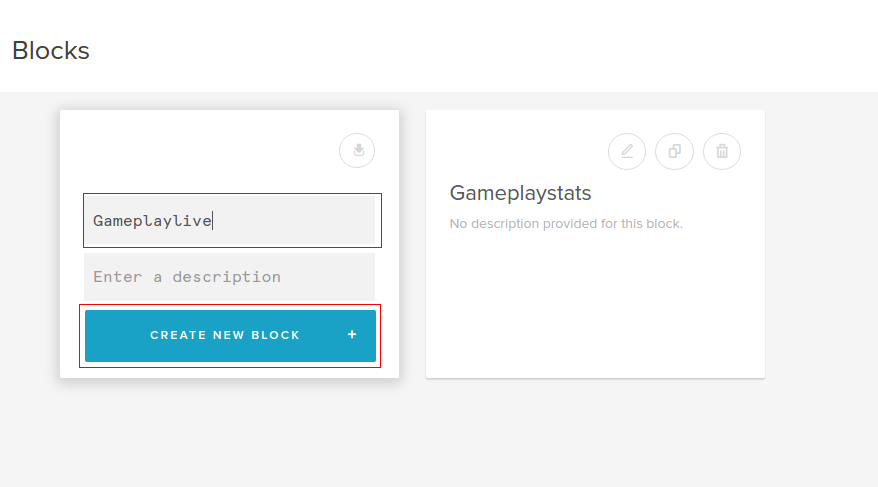 Blocks
Gameplaylive
Enter a description
CREATE NEW BLOCK +
Gameplaystats
No description provided for this block.